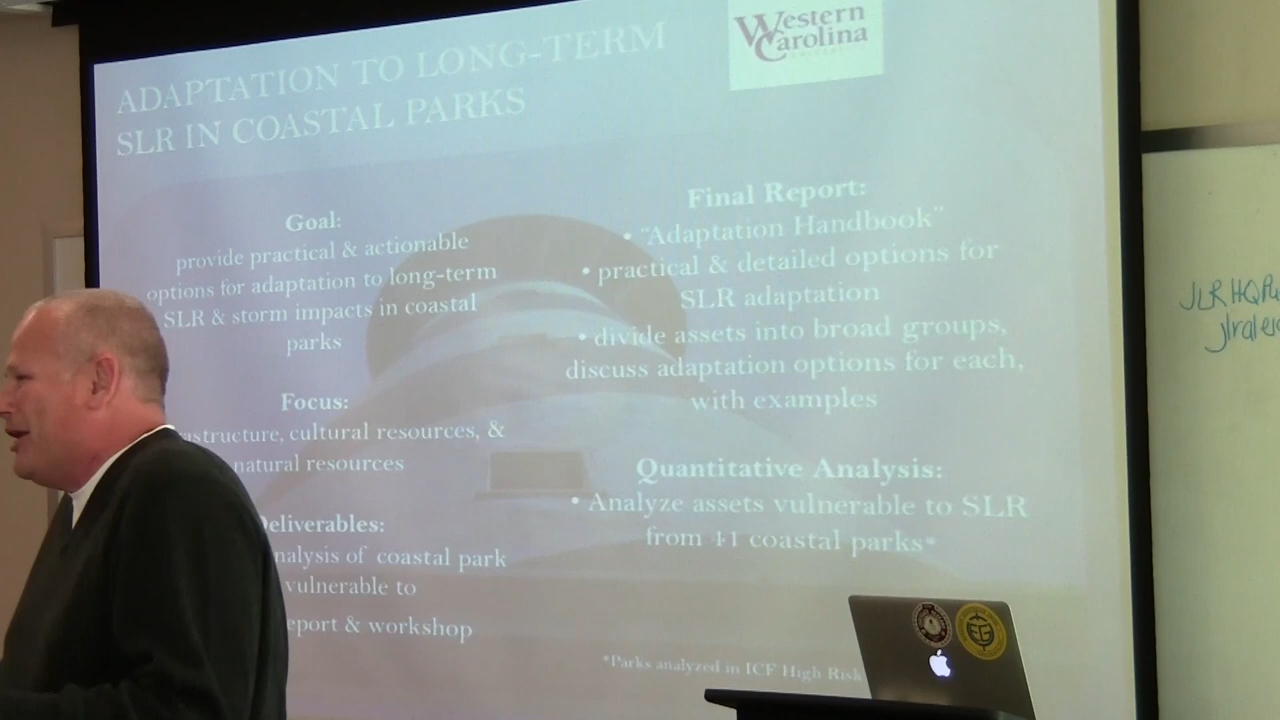 ADAPTATION TO LONG-TERM
SLR IN COASTAL PARKS
Western
Carolina
Goal:
provide practical & actionable
options for adaptation to long-term
SLR & storm impacts in coastal
parks
Focus:
astructure, cultural resources, &
natural resources
Deliverables:
nalysis of coastal park
vulnerable to
eport & workshop
Final Report:
• "Adaptation Handbook"
• practical & detailed options for
SLR adaptation
• divide assets into broad groups,
discuss adaptation options for each,
with examples
Quantitative Analysis:
• Analyze assets vulnerable to SLR
from 41 coastal parks*
*Parks analyzed in ICF High Risk
JLR HQ